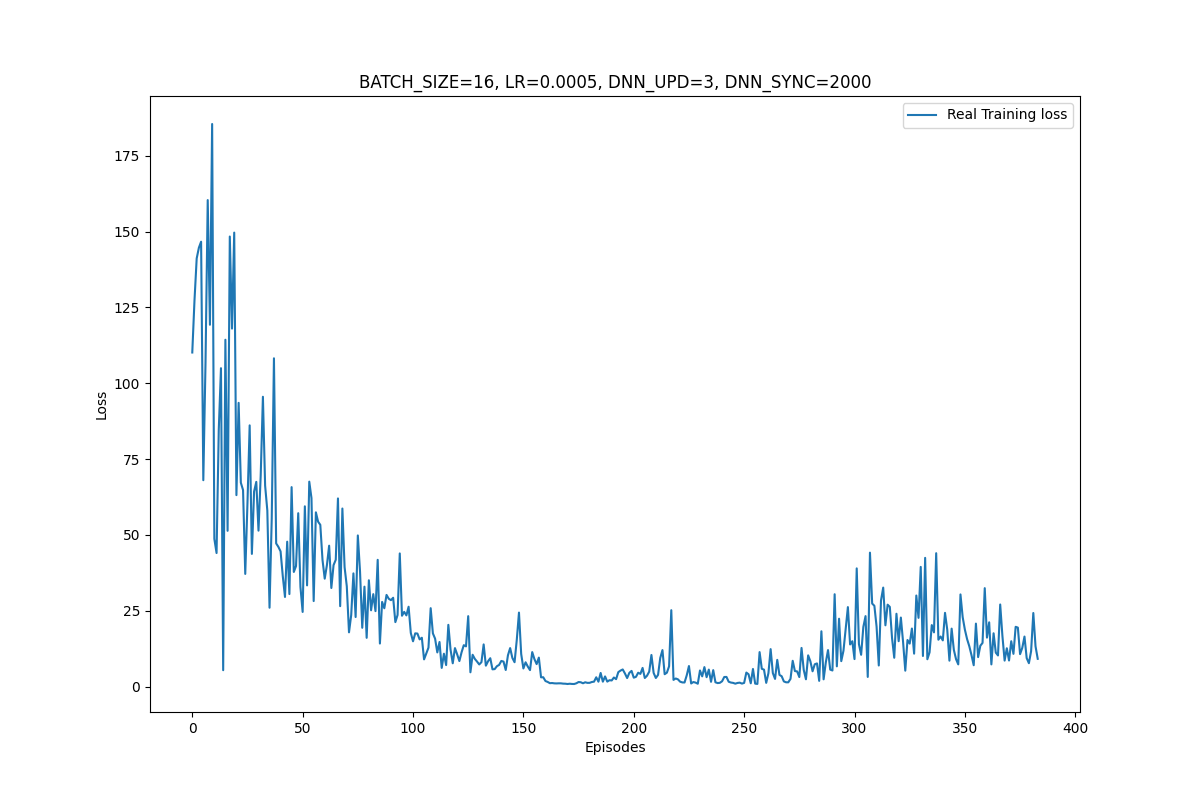 BATCH_SIZE=16, LR=0.0005, DNN_UPD=3, DNN_SYNC=2000
Real Training loss
175
150
125
100
75
50
25
0
Loss
0 50 100 150 200 250 300 350 400
Episodes